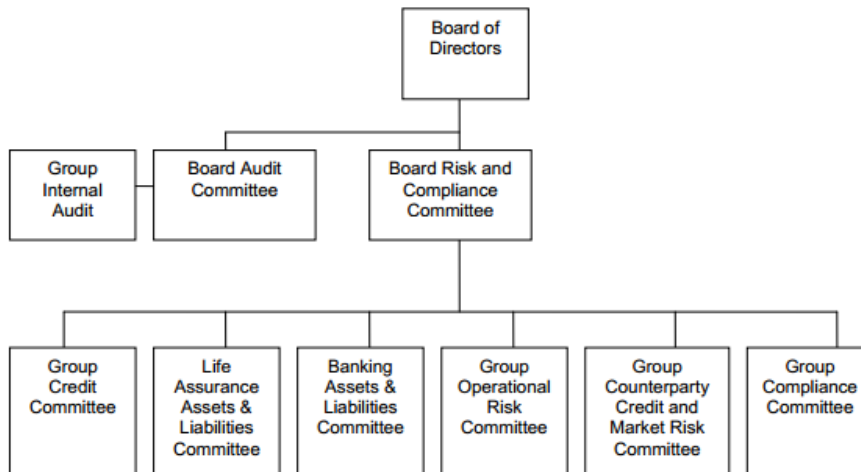 Board of
Directors
Group
Internal
Audit
Board Audit
Committee
Board Risk and
Compliance
Committee
Group
Credit
Committee
Life
Assurance
Assets &
Liabilities
Committee
Banking
Assets &
Liabilities
Committee
Group
Operational
Risk
Committee
Group
Counterparty
Credit and
Market Risk
Committee
Group
Compliance
Committee